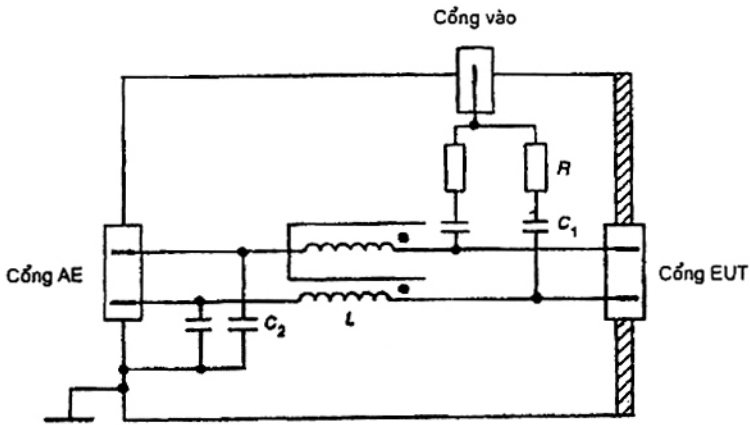 Cổng vào
R
C₁
Cổng AE
Cổng EUT
C₂
L